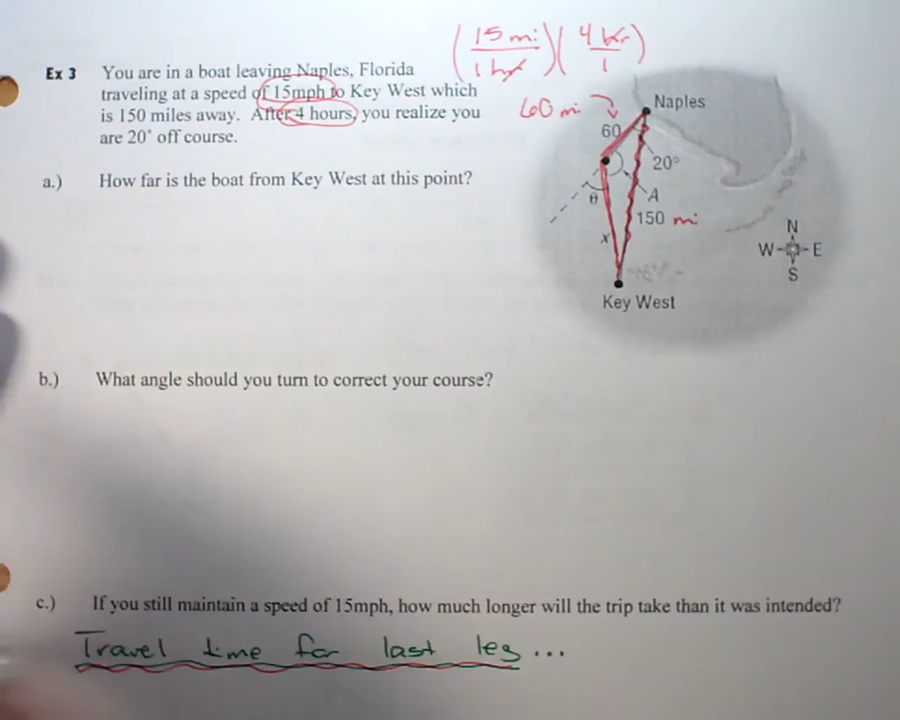 (15 mi / 1 hr)(4 hr / 1)
Ex 3 You are in a boat leaving Naples, Florida
traveling at a speed of 15mph to Key West which
is 150 miles away. After 4 hours, you realize you
are 20° off course.
60 mi
Naples
60
20°
A
θ
150 mi
x
Key West
N
W E
S
a.) How far is the boat from Key West at this point?
b.) What angle should you turn to correct your course?
c.) If you still maintain a speed of 15mph, how much longer will the trip take than it was intended?
Travel time for last leg ...